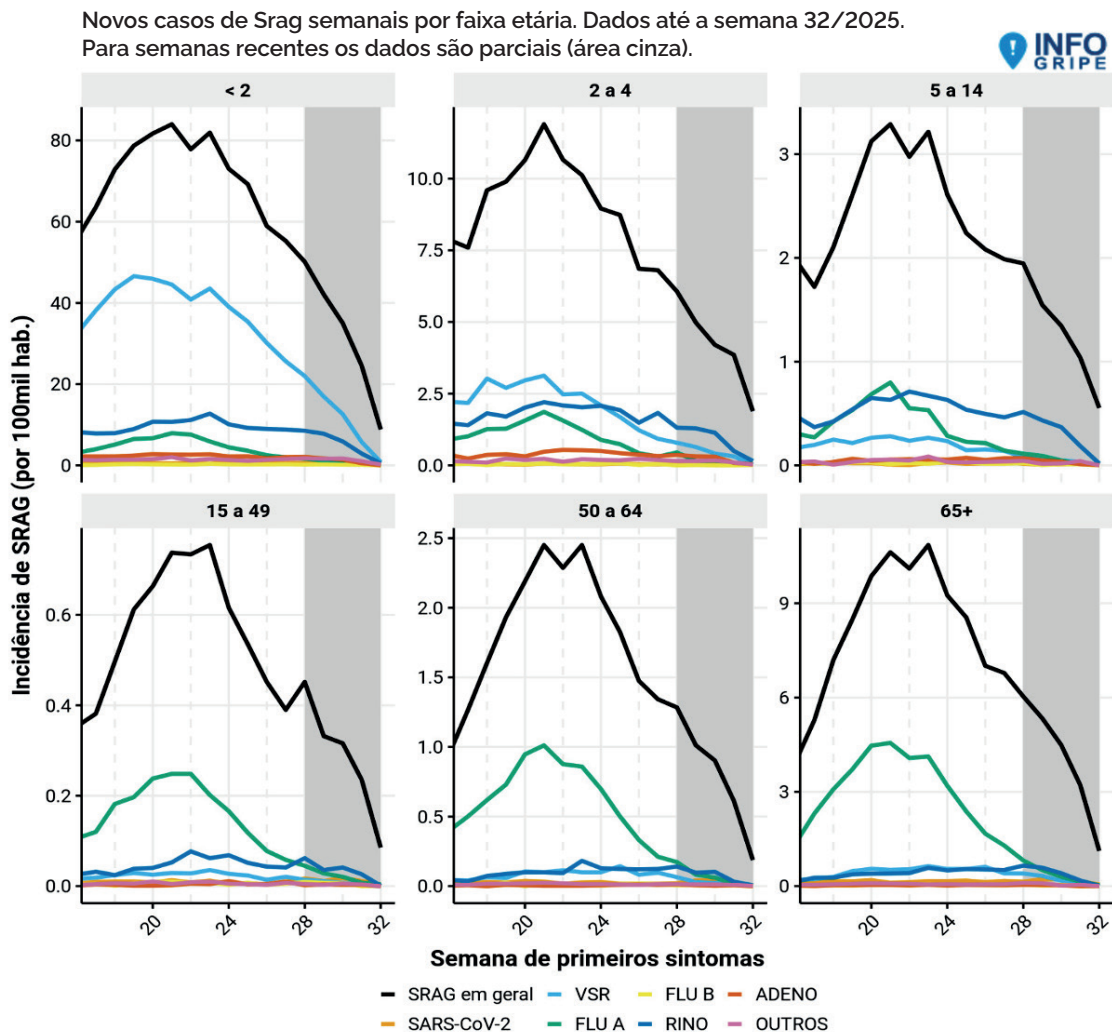 Novos casos de Srag semanais por faixa etária. Dados até a semana 32/2025.
Para semanas recentes os dados são parciais (área cinza).
INFO
GRIPE
< 2
2 a 4
5 a 14
80
60
40
20
0
10.0
7.5
5.0
2.5
0.0
3
2
1
0
Incidência de SRAG (por 100mil hab.)
15 a 49
50 a 64
65+
0.6
0.4
0.2
0.0
2.5
2.0
1.5
1.0
0.5
0.0
9
6
3
0
20
24
28
32
20
24
28
32
20
24
28
32
Semana de primeiros sintomas
SRAG em geral
VSR
FLU B
ADENO
SARS-CoV-2
FLU A
RINO
OUTROS